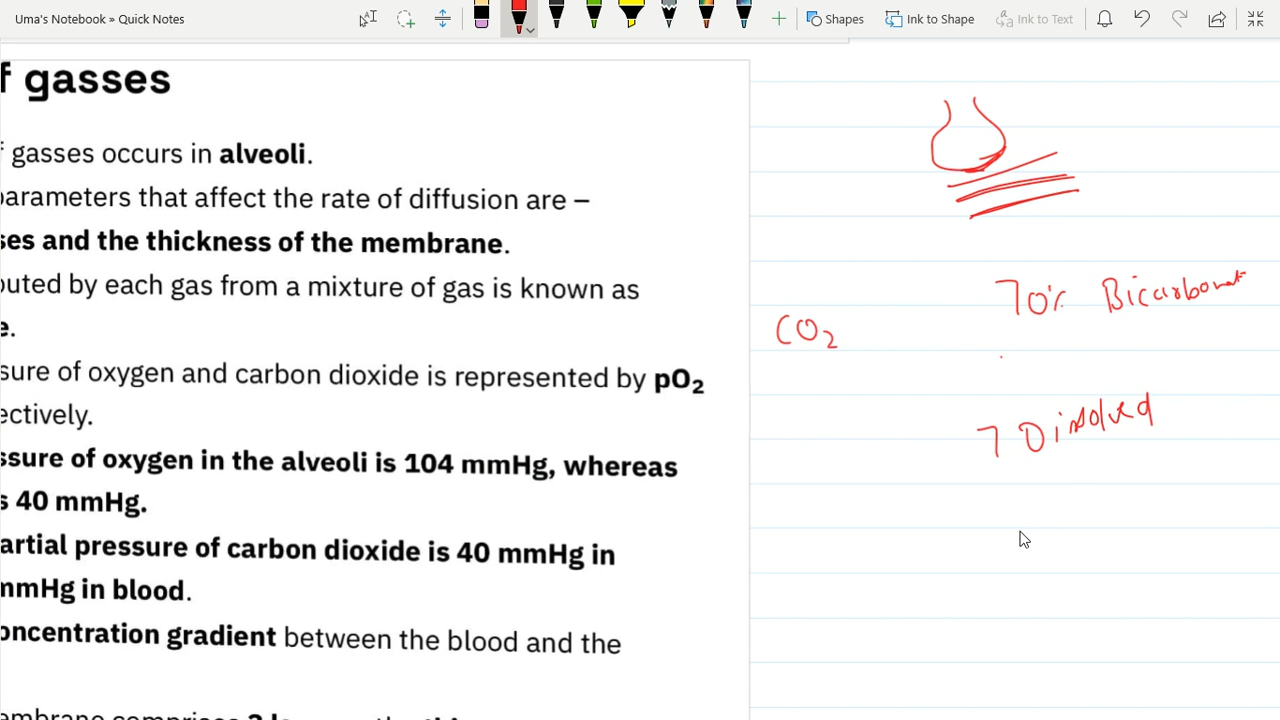 Uma's Notebook » Quick Notes
Shapes
Ink to Shape
Ink to Text
f gasses
f gasses occurs in alveoli.
parameters that affect the rate of diffusion are –
ses and the thickness of the membrane.
outed by each gas from a mixture of gas is known as
e.
sure of oxygen and carbon dioxide is represented by pO₂
ectively.
ssure of oxygen in the alveoli is 104 mmHg, whereas
s 40 mmHg.
artial pressure of carbon dioxide is 40 mmHg in
mmHg in blood.
oncentration gradient between the blood and the
70% Bicarbonat
CO₂
7 Dissolved